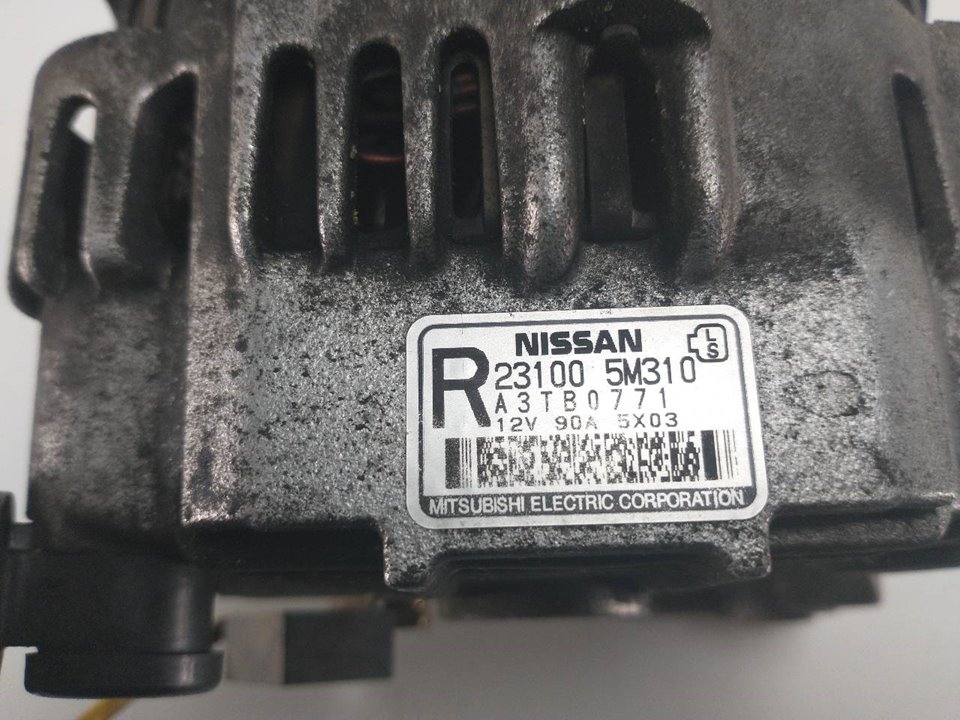 NISSAN
L
S
R
23100 5M310
A3TB0771
12V 90A 5X03
MITSUBISHI ELECTRIC CORPORATION